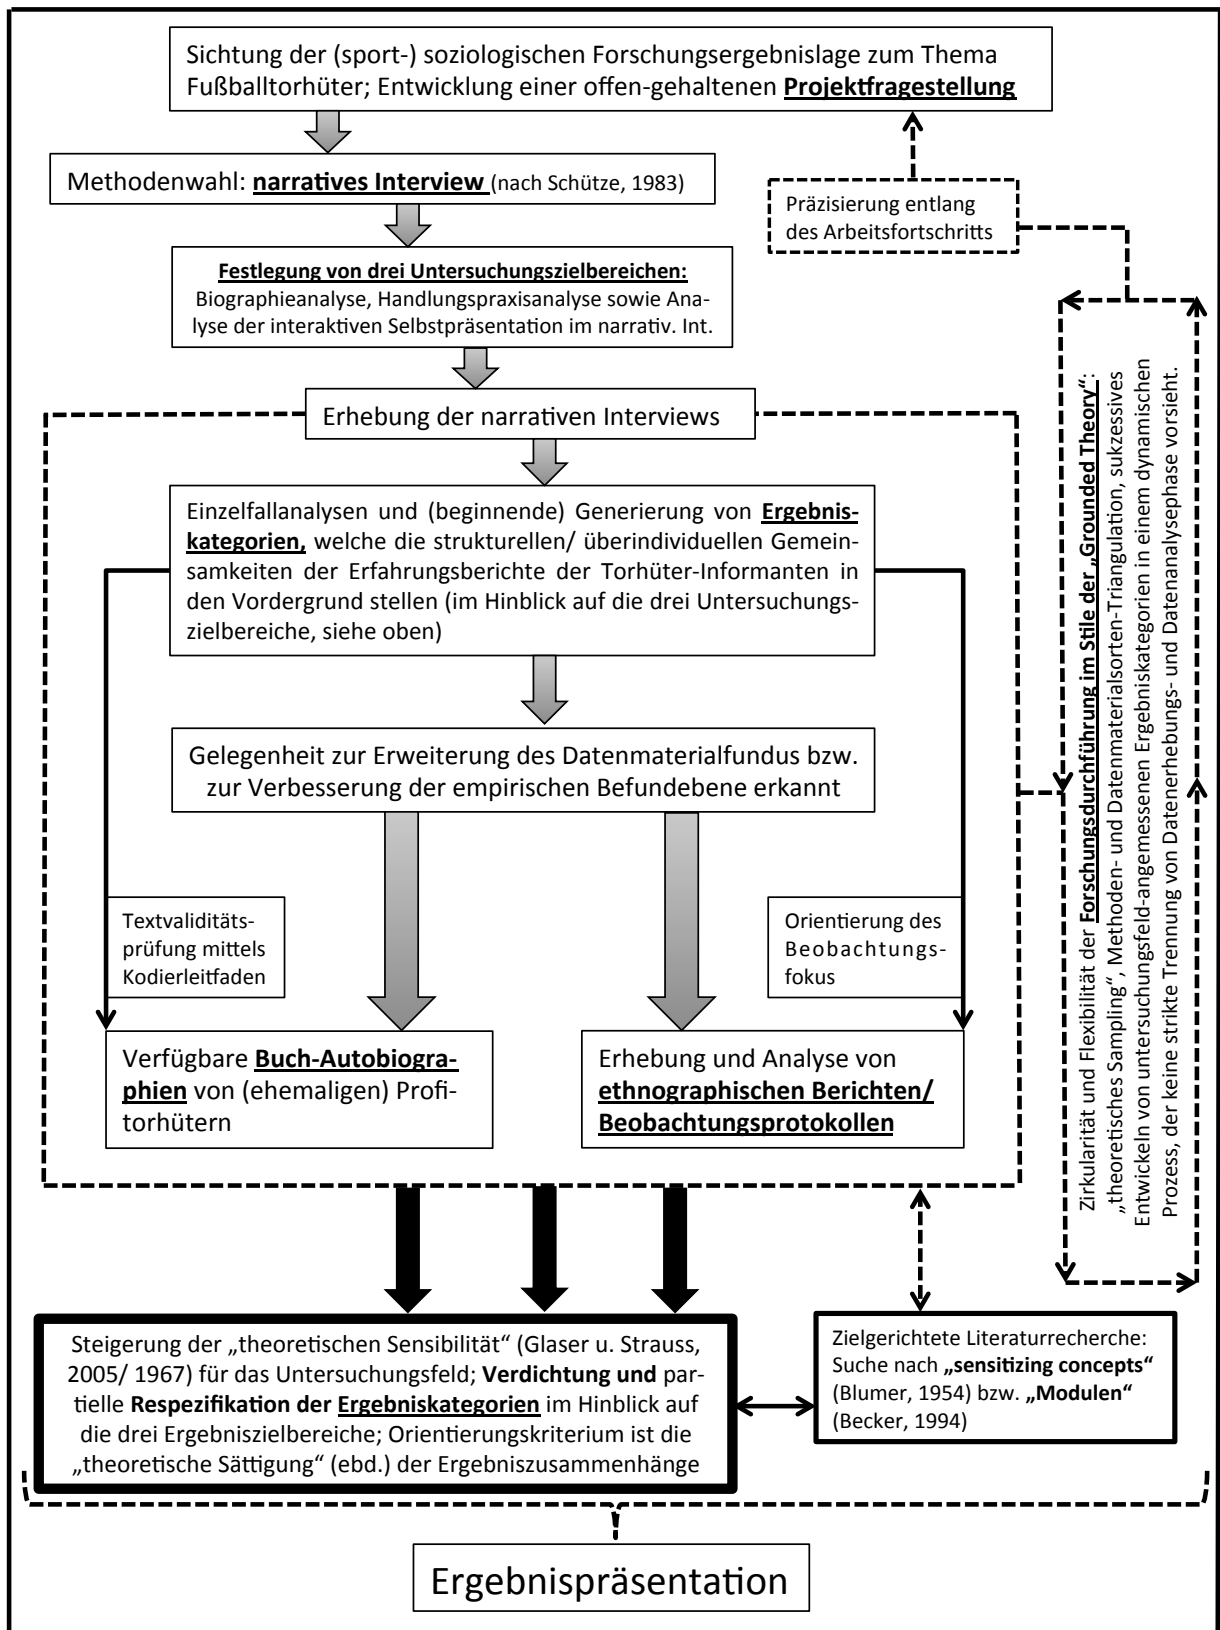 Sichtung der (sport-) soziologischen Forschungsergebnislage zum Thema
Fußballtorhüter; Entwicklung einer offen-gehaltenen Projektfragestellung
Methodenwahl: narratives Interview (nach Schütze, 1983)
Präzisierung entlang
des Arbeitsfortschritts
Festlegung von drei Untersuchungszielbereichen:
Biographieanalyse, Handlungspraxisanalyse sowie Ana-
lyse der interaktiven Selbstpräsentation im narrativ. Int.
Erhebung der narrativen Interviews
Einzelfallanalysen und (beginnende) Generierung von Ergebnis-
kategorien, welche die strukturellen/ überindividuellen Gemein-
samkeiten der Erfahrungsberichte der Torhüter-Informanten in
den Vordergrund stellen (im Hinblick auf die drei Untersuchungs-
zielbereiche, siehe oben)
Gelegenheit zur Erweiterung des Datenmaterialfundus bzw.
zur Verbesserung der empirischen Befundebene erkannt
Textvaliditäts-
prüfung mittels
Kodierleitfaden
Orientierung des
Beobachtungs-
fokus
Verfügbare Buch-Autobiogra-
phien von (ehemaligen) Profi-
torhütern
Erhebung und Analyse von
ethnographischen Berichten/
Beobachtungsprotokollen
Zirkularität und Flexibilität der Forschungsdurchführung im Stile der „Grounded Theory“:
„theoretisches Sampling“, Methoden- und Datenmaterialsorten-Triangulation, sukzessives
Entwickeln von untersuchungsfeld-angemessenen Ergebniskategorien in einem dynamischen
Prozess, der keine strikte Trennung von Datenerhebungs- und Datenanalysephase vorsieht.
Steigerung der „theoretischen Sensibilität“ (Glaser u. Strauss,
2005/ 1967) für das Untersuchungsfeld; Verdichtung und par-
tielle Respezifikation der Ergebniskategorien im Hinblick auf
die drei Ergebniszielbereiche; Orientierungskriterium ist die
„theoretische Sättigung“ (ebd.) der Ergebniszusammenhänge
Zielgerichtete Literaturrecherche:
Suche nach „sensitizing concepts“
(Blumer, 1954) bzw. „Modulen“
(Becker, 1994)
Ergebnispräsentation